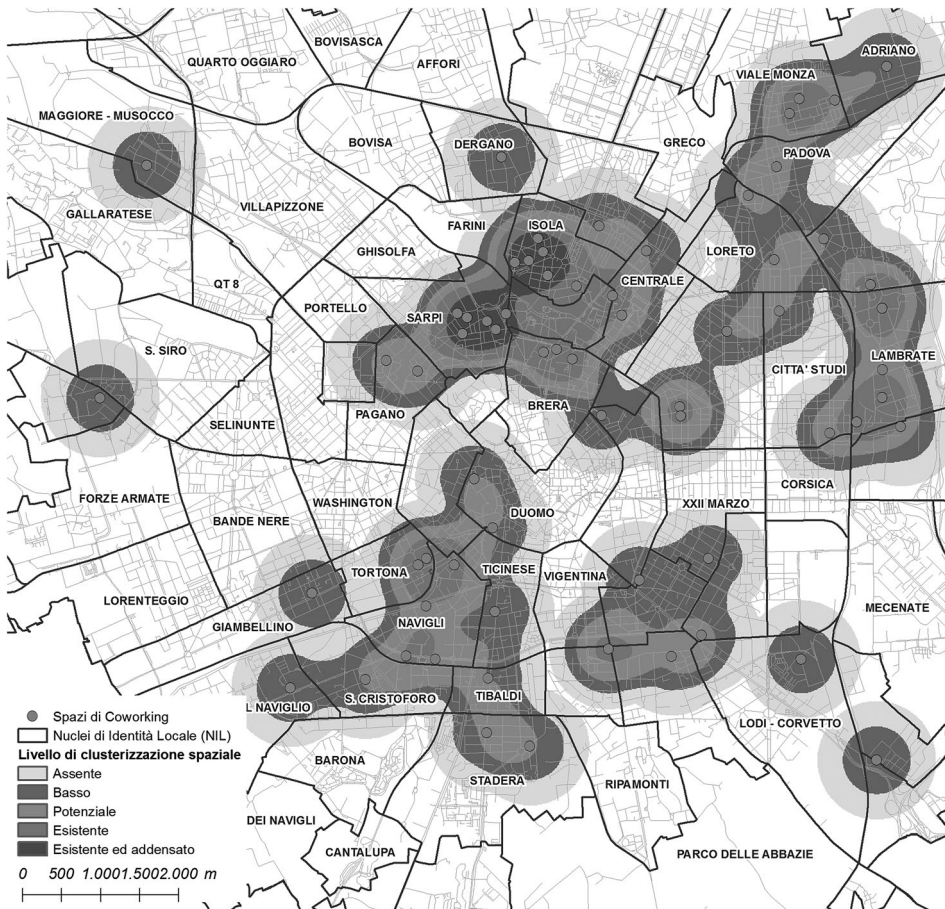 BOVISASCA
ADRIANO
QUARTO OGGIARO
AFFORI
VIALE MONZA
MAGGIORE - MUSOCCO
BOVISA
DERGANO
GRECO
PADOVA
GALLARATESE
VILLAPIZZONE
FARINI
ISOLA
GHISOLFA
LORETO
QT 8
CENTRALE
PORTELLO
SARPI
S. SIRO
LAMBRATE
CITTA' STUDI
PAGANO
BRERA
SELINUNTE
CORSICA
FORZE ARMATE
WASHINGTON
XXII MARZO
DUOMO
BANDE NERE
TORTONA
TICINESE
VIGENTINA
LORENTEGGIO
MECENATE
GIAMBELLINO
NAVIGLI
L NAVIGLIO
S. CRISTOFORO
TIBALDI
LODI - CORVETTO
BARONA
STADERA
RIPAMONTI
DEI NAVIGLI
CANTALUPA
PARCO DELLE ABBAZIE
Spazi di Coworking
Nuclei di Identità Locale (NIL)
Livello di clusterizzazione spaziale
Assente
Basso
Potenziale
Esistente
Esistente ed addensato
0 500 1.000 1.500 2.000 m